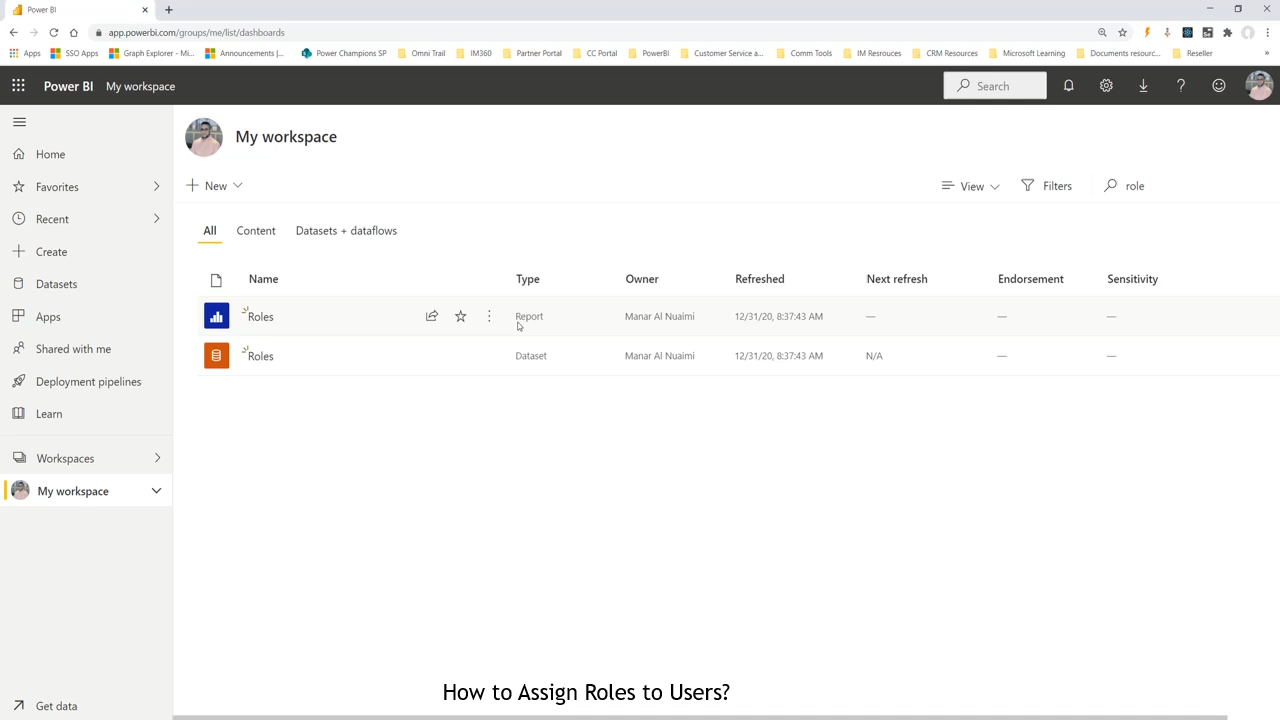 Power BI
app.powerbi.com/groups/me/list/dashboards
Apps SSO Apps Graph Explorer - Mi... Announcements |... Power Champions SP Omni Trail IM360 Partner Portal CC Portal PowerBI Customer Service a... Comm Tools IM Resrouces CRM Resources Microsoft Learning Documents resourc... Reseller »
Power BI My workspace Search
My workspace
New View Filters role
All Content Datasets + dataflows
Name Type Owner Refreshed Next refresh Endorsement Sensitivity
Roles Report Manar Al Nuaimi 12/31/20, 8:37:43 AM — — —
Roles Dataset Manar Al Nuaimi 12/31/20, 8:37:43 AM N/A — —
Home
Favorites
Recent
Create
Datasets
Apps
Shared with me
Deployment pipelines
Learn
Workspaces
My workspace
Get data
How to Assign Roles to Users?